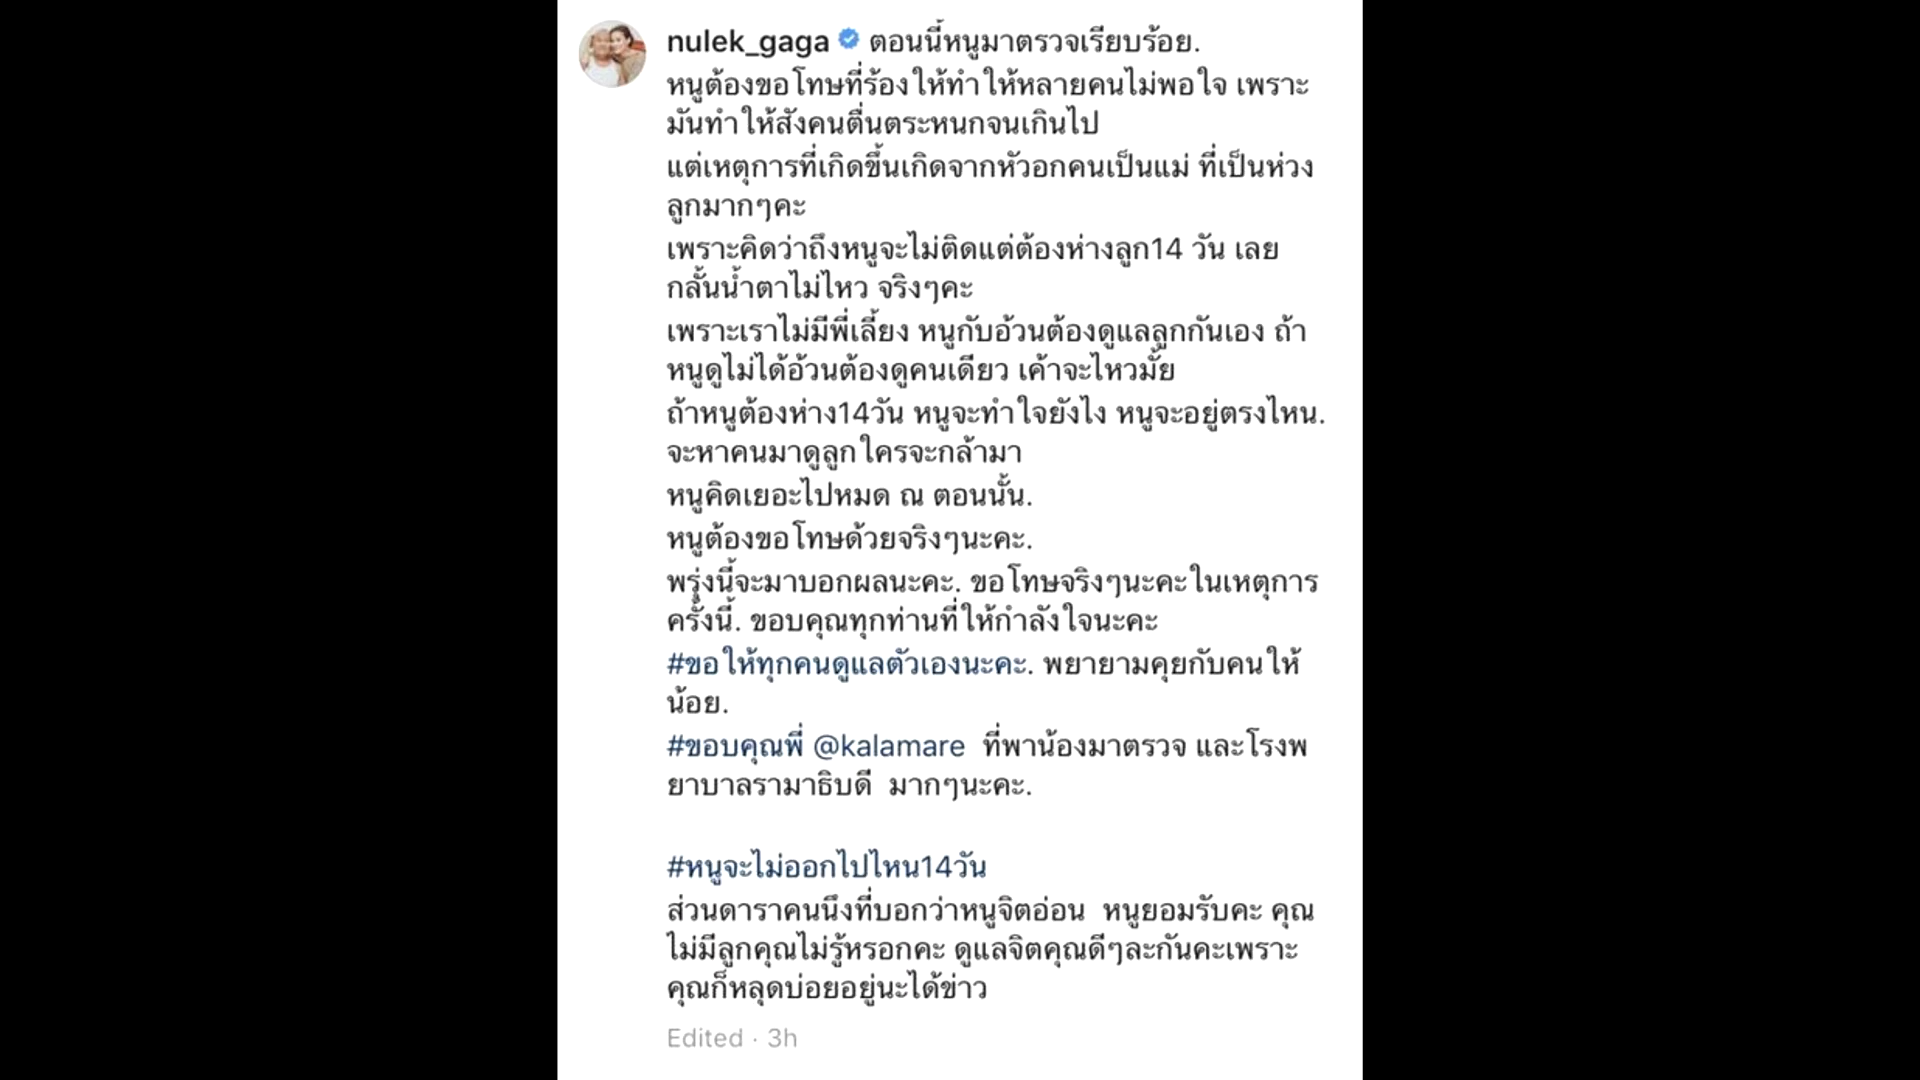 nulek_gaga ตอนนี้หนูมาตรวจเรียบร้อย.
หนูต้องขอโทษที่ร้องให้ทำให้หลายคนไม่พอใจ เพราะ
มันทำให้สังคนตื่นตระหนกจนเกินไป
แต่เหตุการที่เกิดขึ้นเกิดจากหัวอกคนเป็นแม่ ที่เป็นห่วง
ลูกมากๆคะ
เพราะคิดว่าถึงหนูจะไม่ติดแต่ต้องห่างลูก14 วัน เลย
กลั้นน้ำตาไม่ไหว จริงๆคะ
เพราะเราไม่มีพี่เลี้ยง หนูกับอ้วนต้องดูแลลูกกันเอง ถ้า
หนูดูไม่ได้อ้วนต้องดูคนเดียว เค้าจะไหวมั้ย
ถ้าหนูต้องห่าง14วัน หนูจะทำใจยังไง หนูจะอยู่ตรงไหน.
จะหาคนมาดูลูกใครจะกล้ามา
หนูคิดเยอะไปหมด ณ ตอนนั้น.
หนูต้องขอโทษด้วยจริงๆนะคะ.
พรุ่งนี้จะมาบอกผลนะคะ. ขอโทษจริงๆนะคะในเหตุการ
ครั้งนี้. ขอบคุณทุกท่านที่ให้กำลังใจนะคะ
#ขอให้ทุกคนดูแลตัวเองนะคะ. พยายามคุยกับคนให้
น้อย.
#ขอบคุณพี่ @kalamare ที่พาน้องมาตรวจ และโรงพ
ยาบาลรามาธิบดี มากๆนะคะ.
#หนูจะไม่ออกไปไหน14วัน
ส่วนดาราคนนึงที่บอกว่าหนูจิตอ่อน หนูยอมรับคะ คุณ
ไม่มีลูกคุณไม่รู้หรอกคะ ดูแลจิตคุณดีๆละกันคะเพราะ
คุณก็หลุดบ่อยอยู่นะได้ข่าว
Edited · 3h